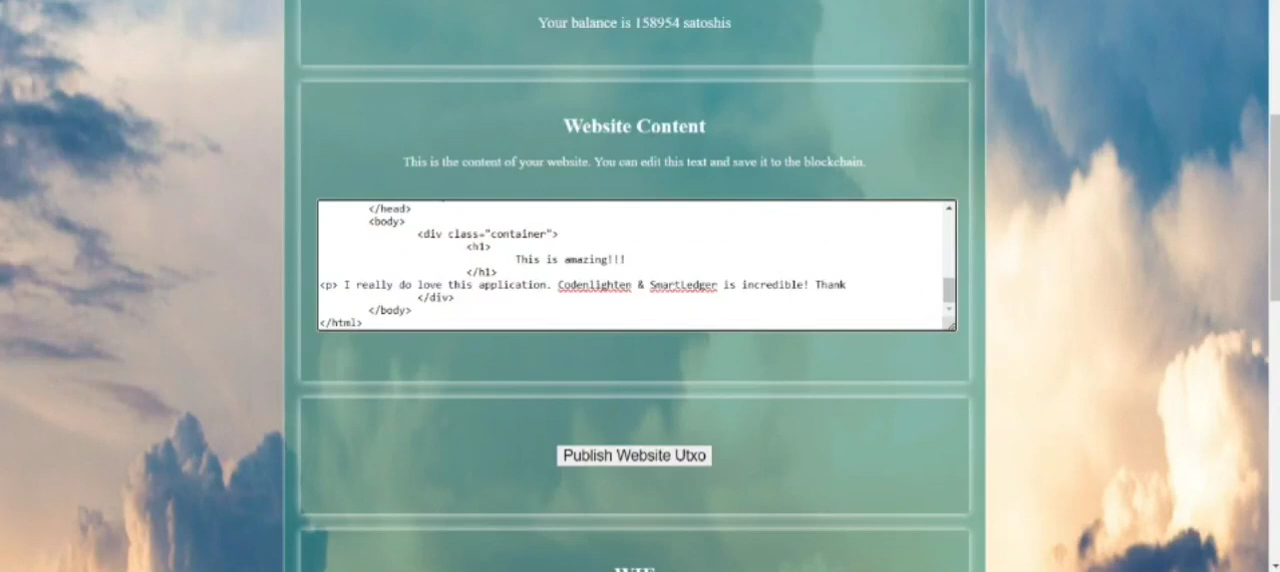 Your balance is 158954 satoshis
Website Content
This is the content of your website. You can edit this text and save it to the blockchain.
</head>
<body>
<div class="container">
<h1>
This is amazing!!!
</h1>
<p> I really do love this application. Codenlighten & SmartLedger is incredible! Thank
</div>
</body>
</html>
Publish Website Utxo
WIF